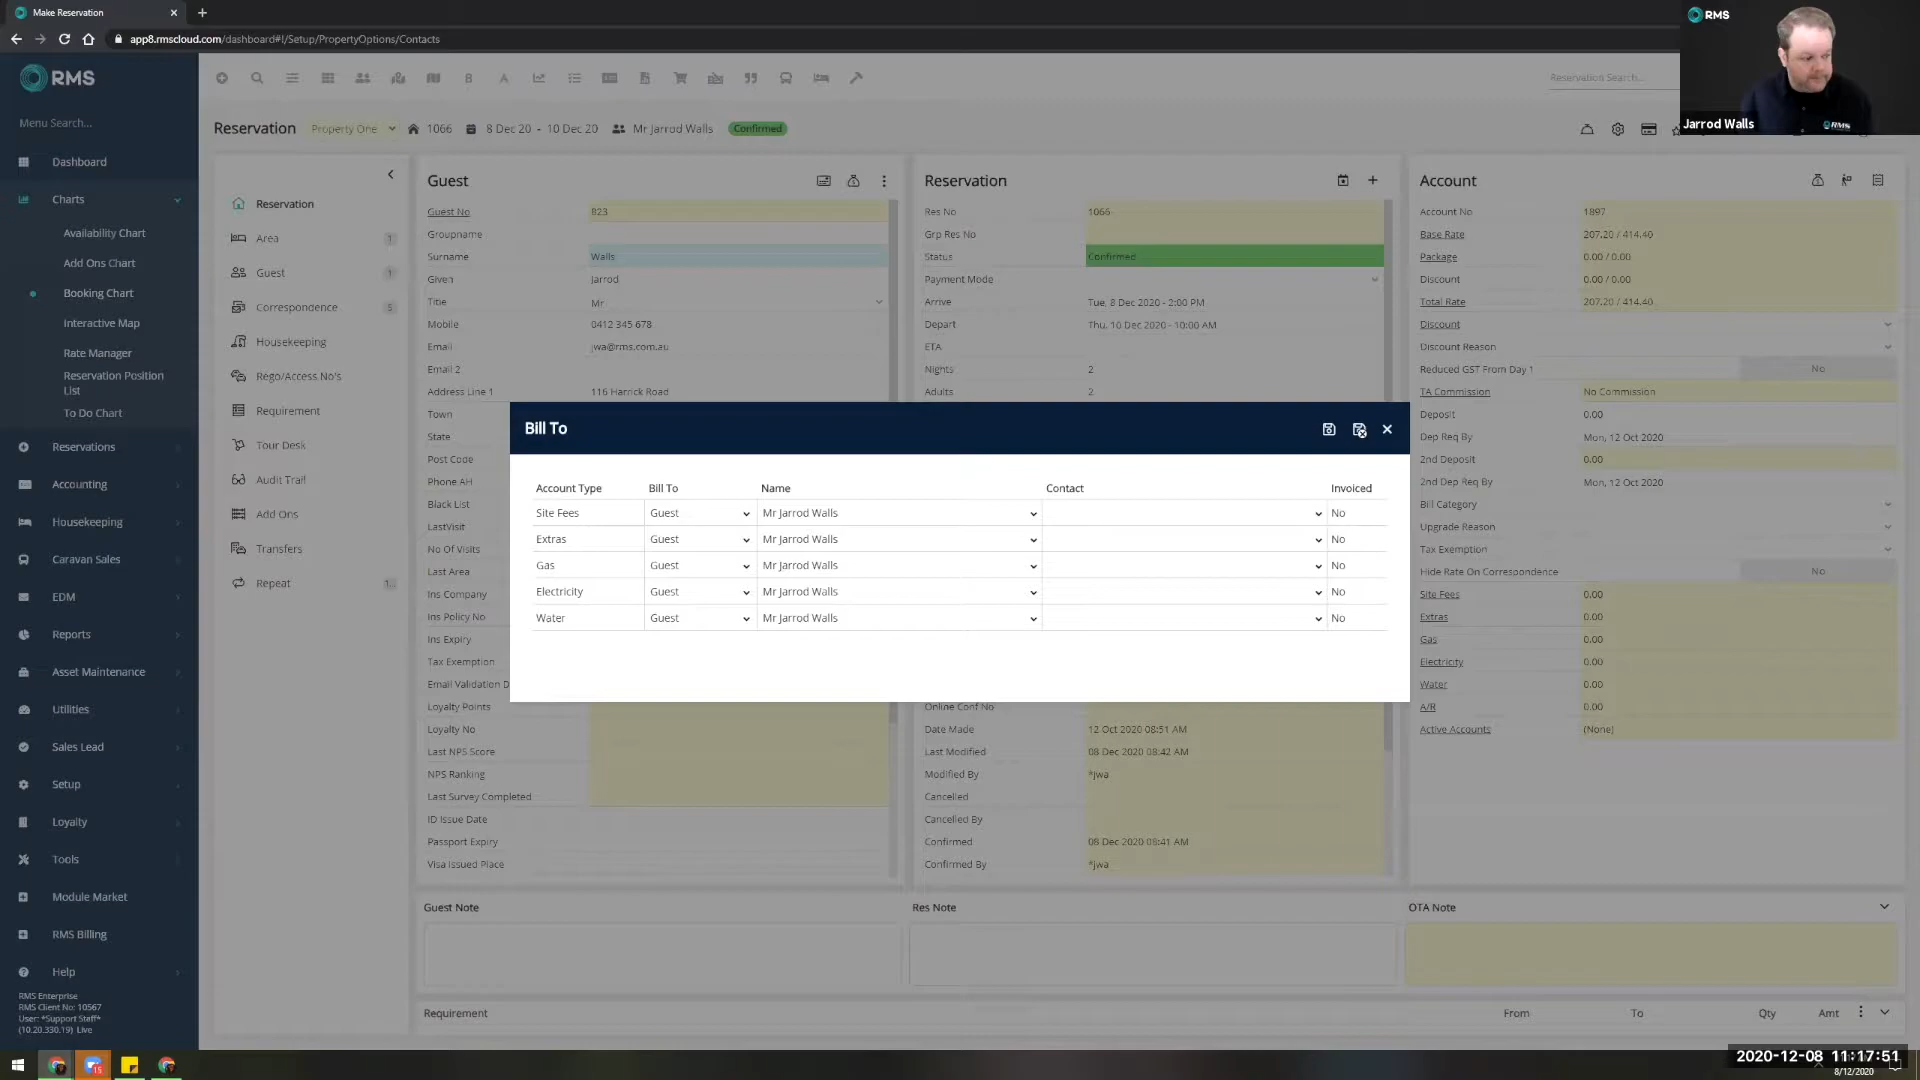 Make Reservation
app8.rmscloud.com/dashboard#!/Setup/PropertyOptions/Contacts
RMS
Jarrod Walls
RMS
RMS
Menu Search...
Dashboard
Charts
Availability Chart
Add Ons Chart
Booking Chart
Interactive Map
Rate Manager
Reservation Position
List
To Do Chart
Reservations
Accounting
Housekeeping
Caravan Sales
EDM
Reports
Asset Maintenance
Utilities
Sales Lead
Setup
Loyalty
Tools
Module Market
RMS Billing
Help
RMS Enterprise
RMS Client No: 10567
User: *Support Staff*
(10.20.330.19) Live
B
A
Reservation Search...
Reservation Property One 1066 8 Dec 20 - 10 Dec 20 Mr Jarrod Walls Confirmed
Reservation
Area 1
Guest 1
Correspondence 5
Housekeeping
Rego/Access No's
Requirement
Tour Desk
Audit Trail
Add Ons
Transfers
Repeat 1..
Guest
Guest No 823
Groupname
Surname Walls
Given Jarrod
Title Mr
Mobile 0412 345 678
Email jwa@rms.com.au
Email 2
Address Line 1 116 Harrick Road
Town
State
Post Code
Phone AH
Black List
LastVisit
No Of Visits
Last Area
Ins Company
Ins Policy No
Ins Expiry
Tax Exemption
Email Validation D
Loyalty Points
Loyalty No
Last NPS Score
NPS Ranking
Last Survey Completed
ID Issue Date
Passport Expiry
Visa Issued Place
Reservation
Res No 1066
Grp Res No
Status Confirmed
Payment Mode
Arrive Tue, 8 Dec 2020 - 2:00 PM
Depart Thu, 10 Dec 2020 - 10:00 AM
ETA
Nights 2
Adults 2
Online Conf No
Date Made 12 Oct 2020 08:51 AM
Last Modified 08 Dec 2020 08:42 AM
Modified By *jwa
Cancelled
Cancelled By
Confirmed 08 Dec 2020 08:41 AM
Confirmed By *jwa
Account
Account No 1897
Base Rate 207.20 / 414.40
Package 0.00 / 0.00
Discount 0.00 / 0.00
Total Rate 207.20 / 414.40
Discount
Discount Reason
Reduced GST From Day 1 No
TA Commission No Commission
Deposit 0.00
Dep Req By Mon, 12 Oct 2020
2nd Deposit 0.00
2nd Dep Req By Mon, 12 Oct 2020
Bill Category
Upgrade Reason
Tax Exemption
Hide Rate On Correspondence No
Site Fees 0.00
Extras 0.00
Gas 0.00
Electricity 0.00
Water 0.00
A/R 0.00
Active Accounts (None)
Bill To
Account Type Bill To Name Contact Invoiced
Site Fees Guest Mr Jarrod Walls No
Extras Guest Mr Jarrod Walls No
Gas Guest Mr Jarrod Walls No
Electricity Guest Mr Jarrod Walls No
Water Guest Mr Jarrod Walls No
Guest Note Res Note OTA Note
Requirement From To Qty Amt
15
2020-12-08 11:17:51
8/12/2020